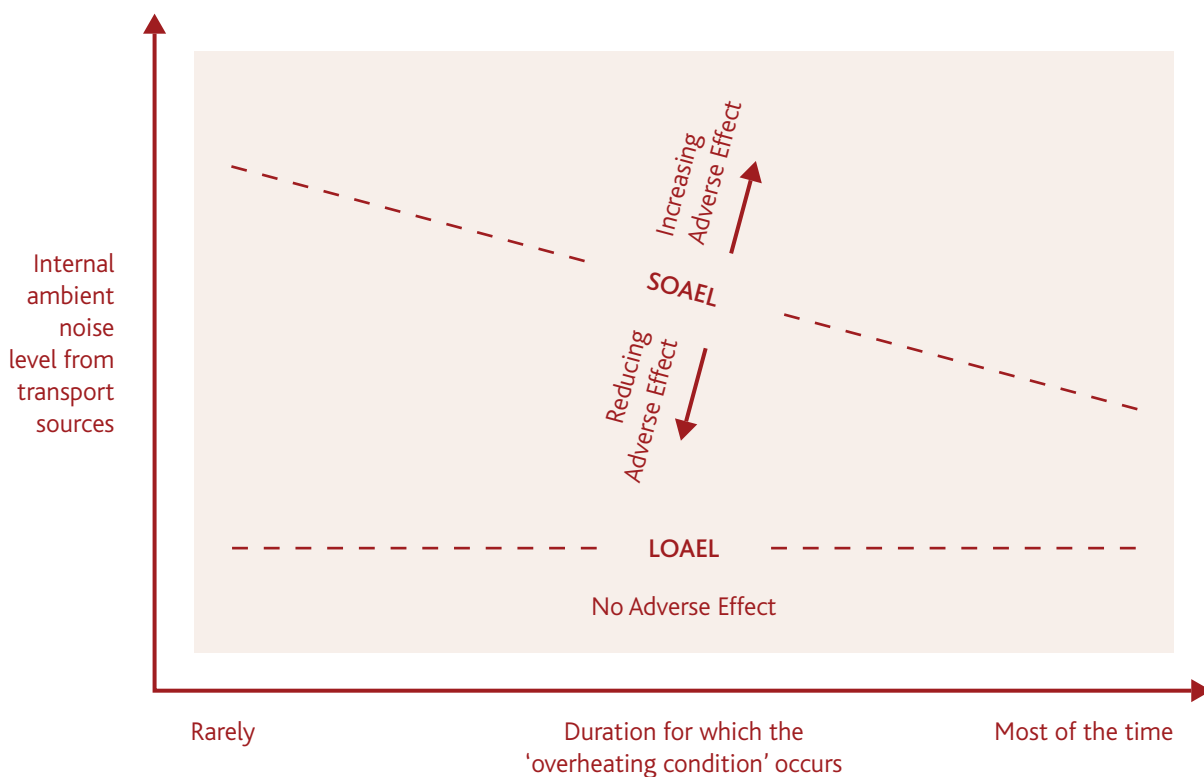 Increasing
Adverse Effect
SOAEL
Reducing
Adverse Effect
Internal
ambient
noise
level from
transport
sources
LOAEL
No Adverse Effect
Rarely
Duration for which the
‘overheating condition’ occurs
Most of the time